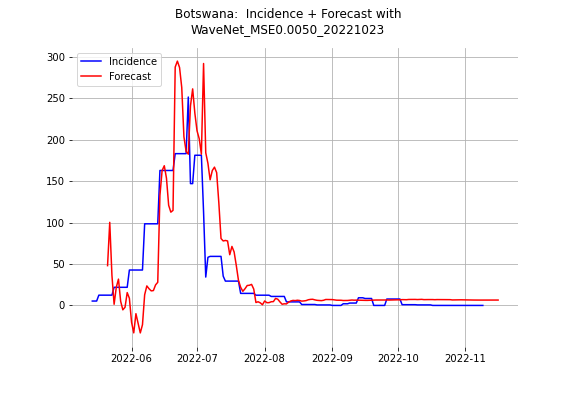 Botswana:  Incidence + Forecast with
WaveNet_MSE0.0050_20221023
Incidence
Forecast
300
250
200
150
100
50
0
2022-06 2022-07 2022-08 2022-09 2022-10 2022-11